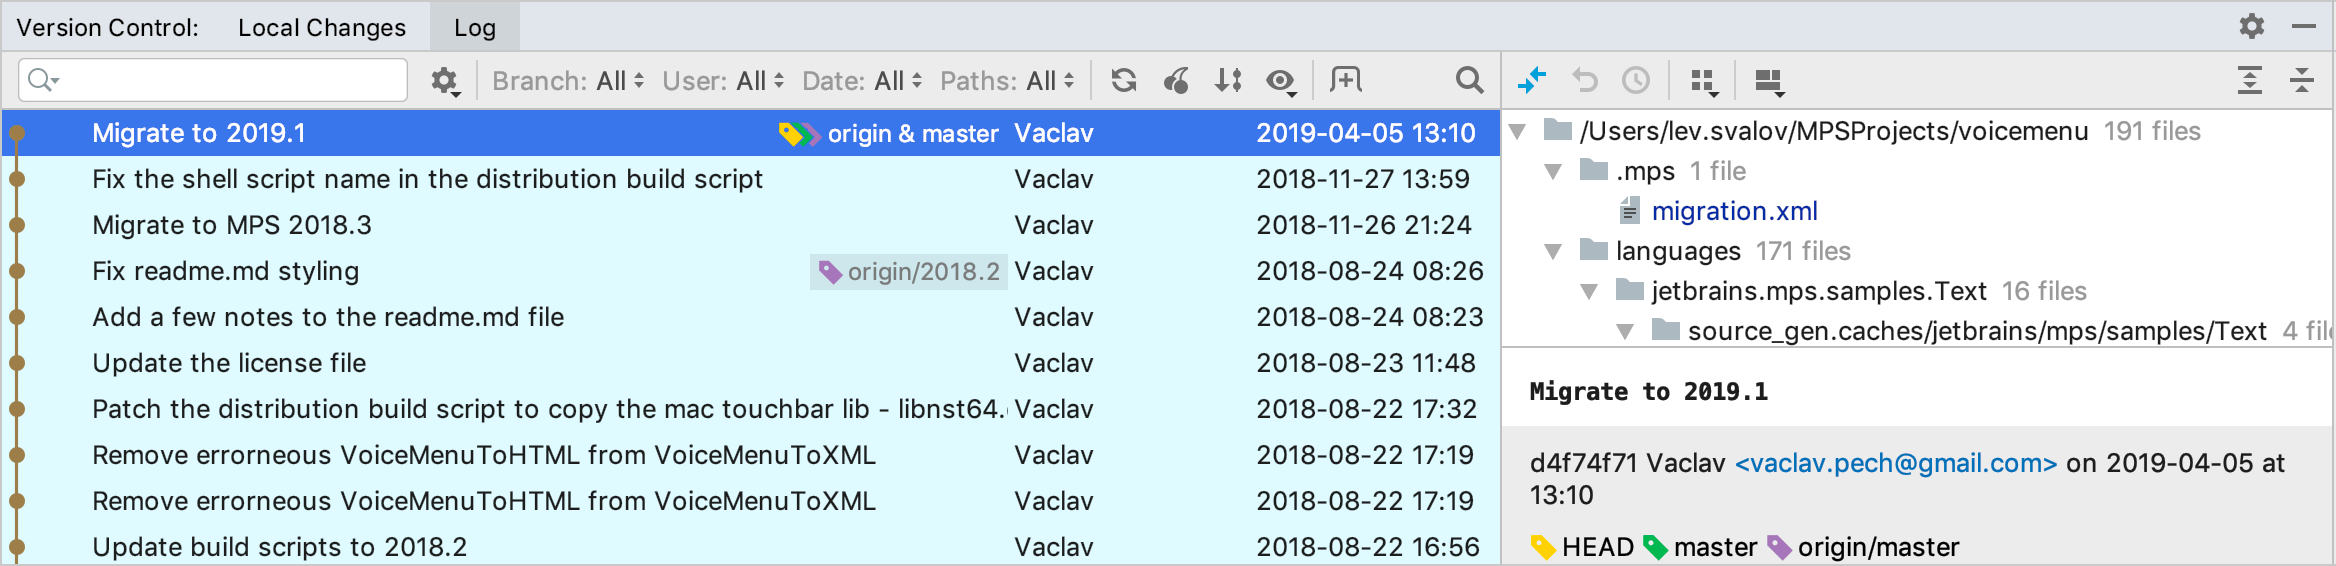 Version Control: Local Changes Log
Branch: All User: All Date: All Paths: All
Migrate to 2019.1 origin & master Vaclav 2019-04-05 13:10
Fix the shell script name in the distribution build script Vaclav 2018-11-27 13:59
Migrate to MPS 2018.3 Vaclav 2018-11-26 21:24
Fix readme.md styling origin/2018.2 Vaclav 2018-08-24 08:26
Add a few notes to the readme.md file Vaclav 2018-08-24 08:23
Update the license file Vaclav 2018-08-23 11:48
Patch the distribution build script to copy the mac touchbar lib - libnst64. Vaclav 2018-08-22 17:32
Remove errorneous VoiceMenuToHTML from VoiceMenuToXML Vaclav 2018-08-22 17:19
Remove errorneous VoiceMenuToHTML from VoiceMenuToXML Vaclav 2018-08-22 17:19
Update build scripts to 2018.2 Vaclav 2018-08-22 16:56
/Users/lev.svalov/MPSProjects/voicemenu 191 files
.mps 1 file
migration.xml
languages 171 files
jetbrains.mps.samples.Text 16 files
source_gen.caches/jetbrains/mps/samples/Text 4
Migrate to 2019.1
d4f74f71 Vaclav <vaclav.pech@gmail.com> on 2019-04-05 at
13:10
HEAD master origin/master